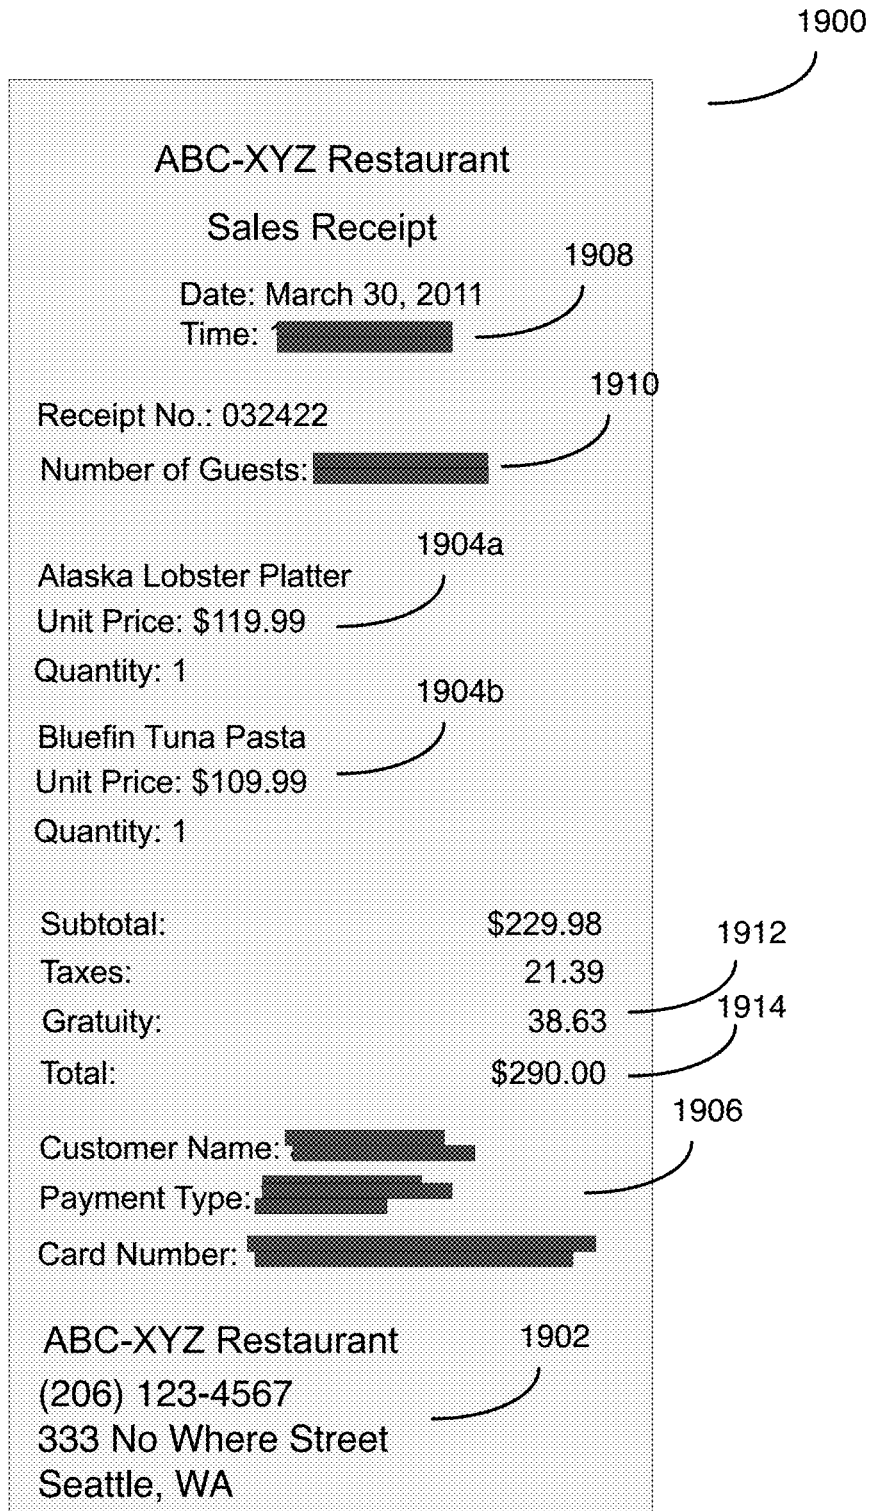 1900
ABC-XYZ Restaurant
Sales Receipt
1908
Date: March 30, 2011
Time:
1910
Receipt No.: 032422
Number of Guests:
1904a
Alaska Lobster Platter
Unit Price: $119.99
Quantity: 1
1904b
Bluefin Tuna Pasta
Unit Price: $109.99
Quantity: 1
Subtotal: $229.98
1912
Taxes: 21.39
Gratuity: 38.63
1914
Total: $290.00
1906
Customer Name:
Payment Type:
Card Number:
1902
ABC-XYZ Restaurant
(206) 123-4567
333 No Where Street
Seattle, WA